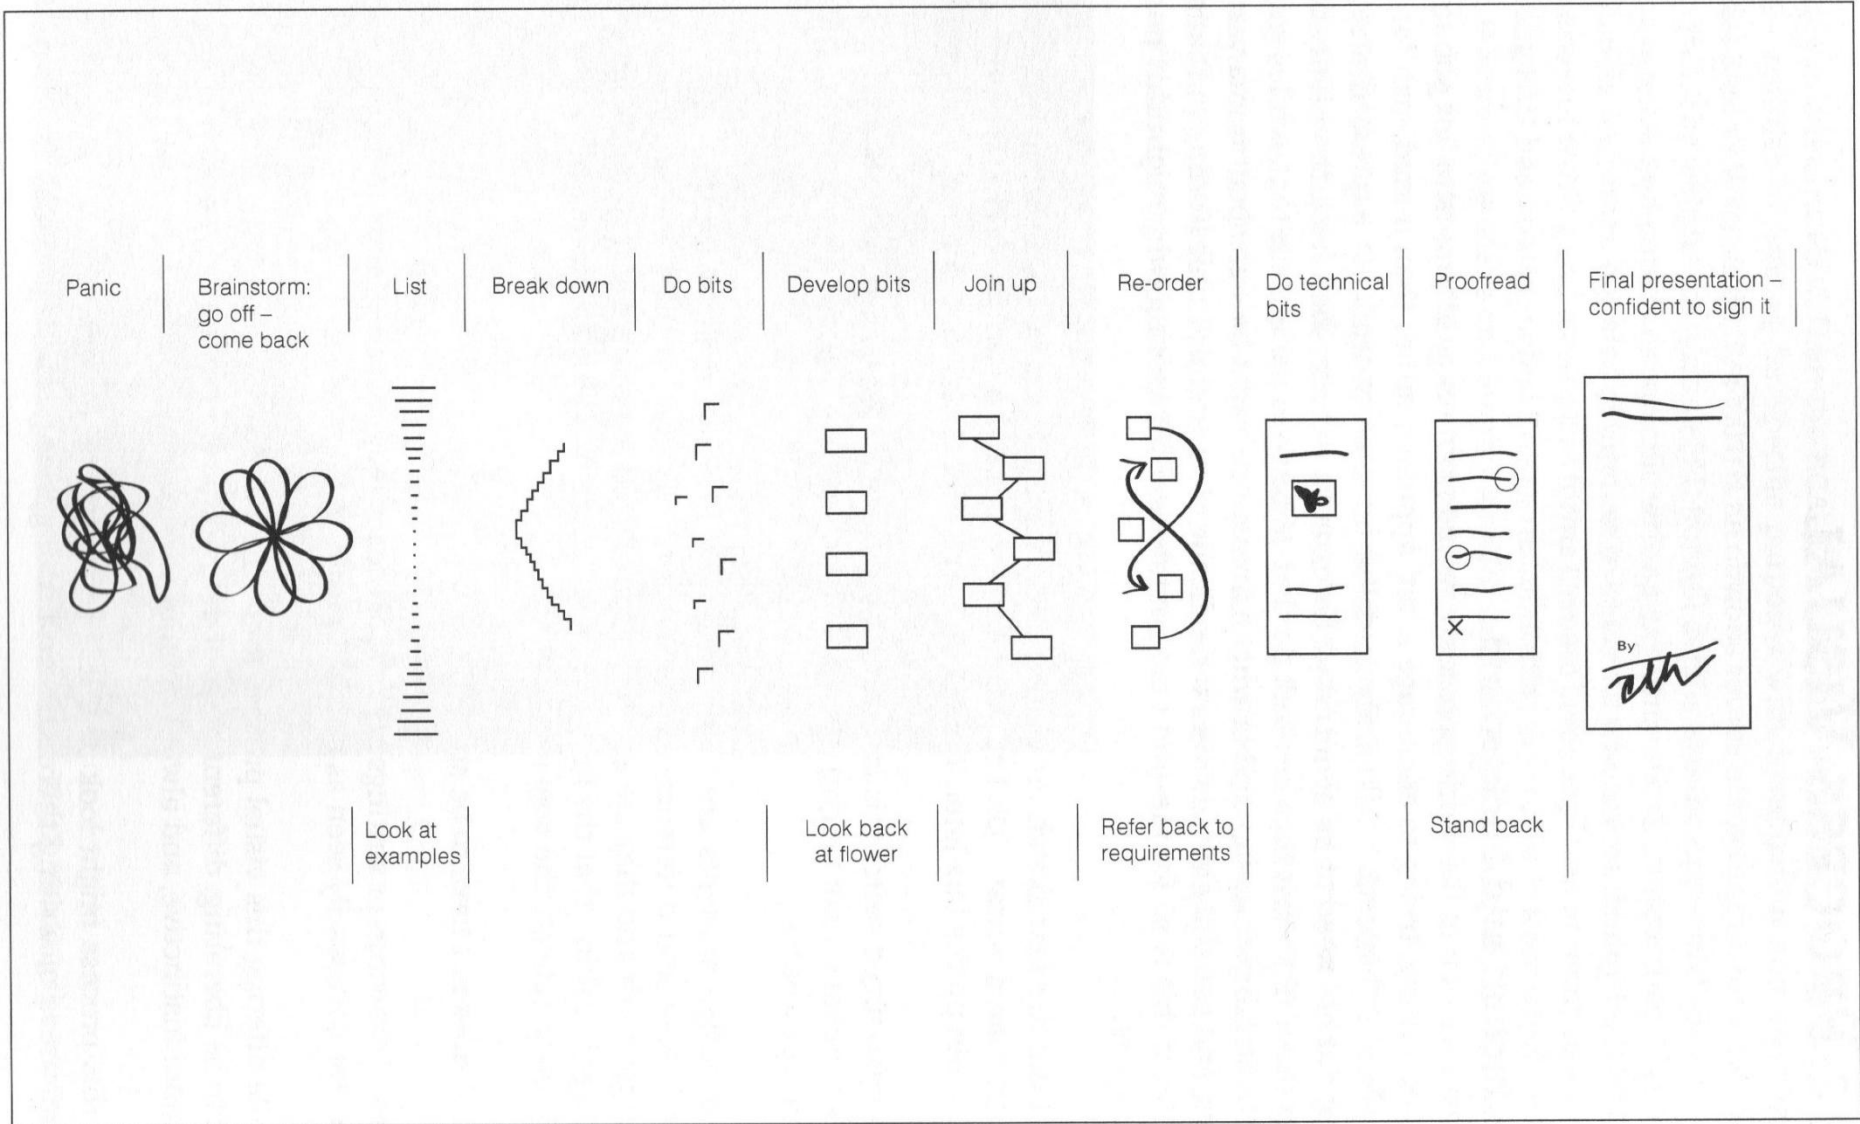 Panic
Brainstorm:
go off –
come back
List
Break down
Do bits
Develop bits
Join up
Re-order
Do technical
bits
Proofread
Final presentation –
confident to sign it
By
Look at
examples
Look back
at flower
Refer back to
requirements
Stand back